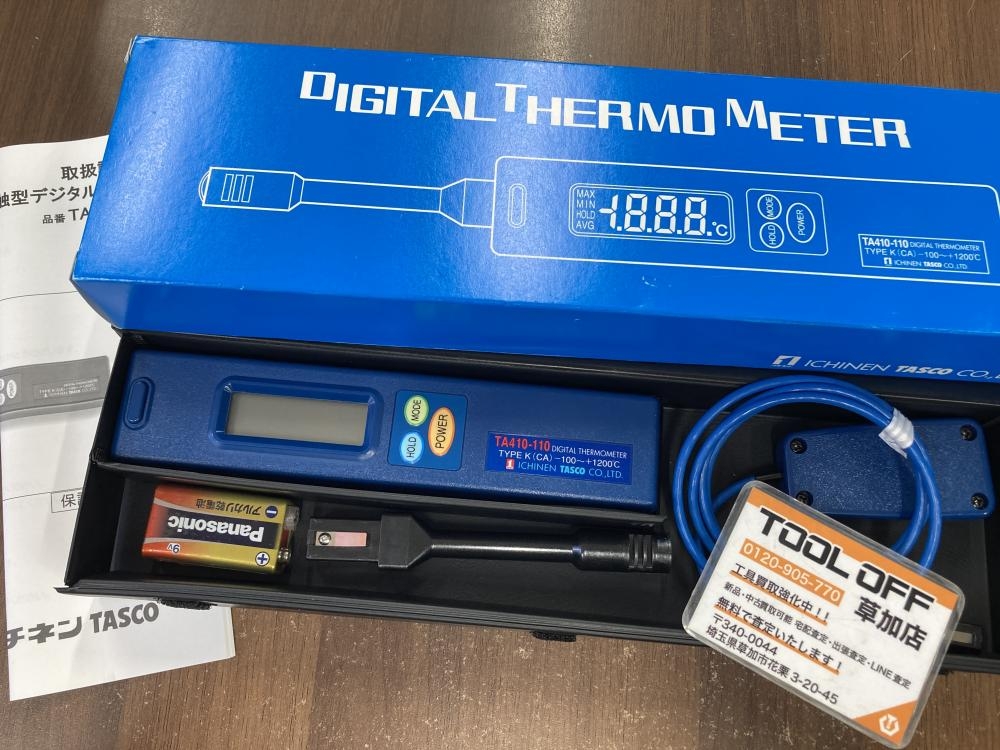 DIGITAL THERMO METER
MAX
MIN
HOLD
AVG
-1888.℃
MODE
HOLD
POWER
TA410-110 DIGITAL THERMOMETER
TYPE K(CA) -100~+1200℃
ICHINEN TASCO CO.,LTD.
ICHINEN TASCO CO.,L
取扱
触型デジタル
品番 TA
保証
チネン TASCO
MODE
HOLD
POWER
TA410-110 DIGITAL THERMOMETER
TYPE K(CA) -100~+1200℃
ICHINEN TASCO CO.,LTD.
Panasonic
アルカリ乾電池
9V
TOOL OFF
0120-905-770
草加店
工具買取強化中!!
新品・中古買取可能 宅配査定・出張査定・LINE査定
無料で査定いたします!
〒340-0044
埼玉県草加市花栗 3-20-45